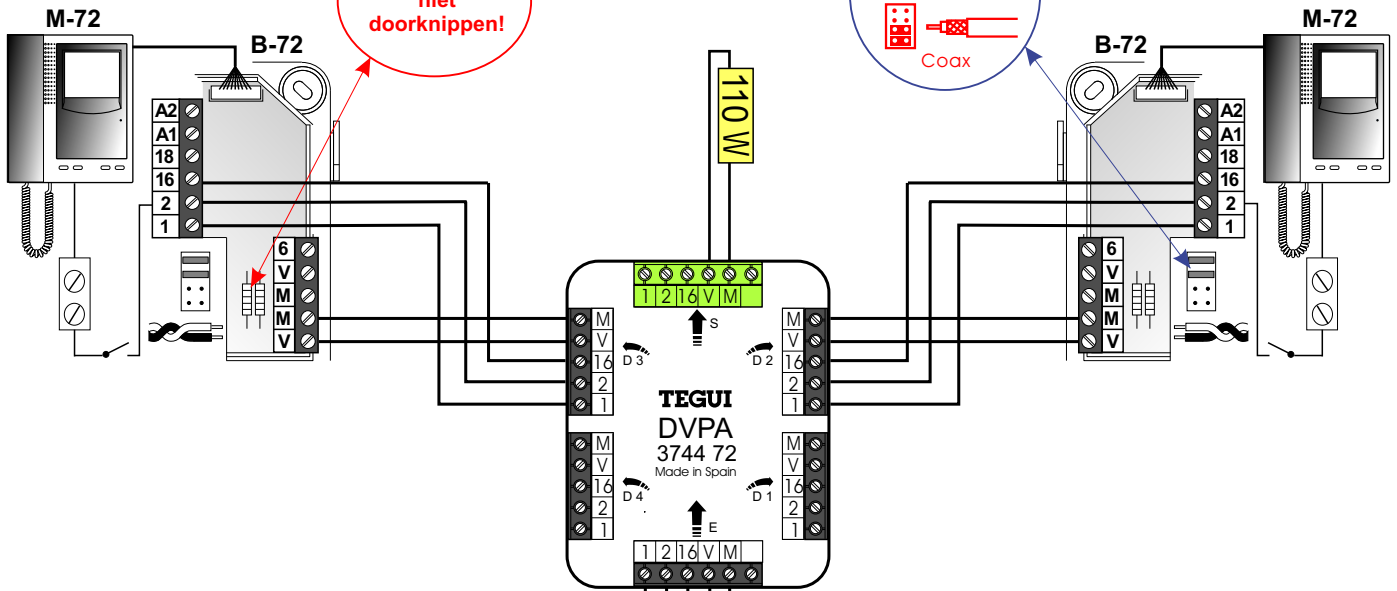 M-72
B-72
niet
doorknippen!
Coax
B-72
M-72
A2
A1
18
16
2
1
6
V
M
M
V
110 W
A2
A1
18
16
2
1
6
V
M
M
V
1 2 16 V M
S
M
V
16
2
1
D 3
M
V
16
2
1
D 2
TEGUI
DVPA
3744 72
Made in Spain
M
V
16
2
1
D 4
M
V
16
2
1
D 1
E
1 2 16 V M